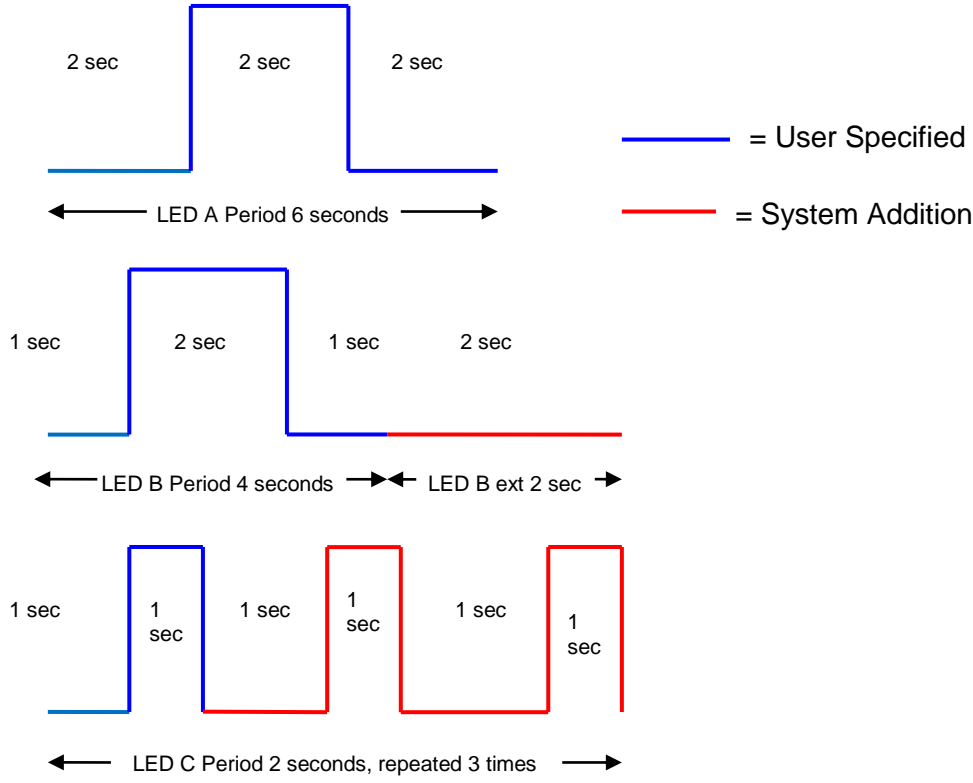 2 sec
2 sec
2 sec
= User Specified
LED A Period 6 seconds
= System Addition
1 sec
2 sec
1 sec
2 sec
LED B Period 4 seconds
LED B ext 2 sec
1 sec
1
sec
1 sec
1
sec
1 sec
1
sec
LED C Period 2 seconds, repeated 3 times